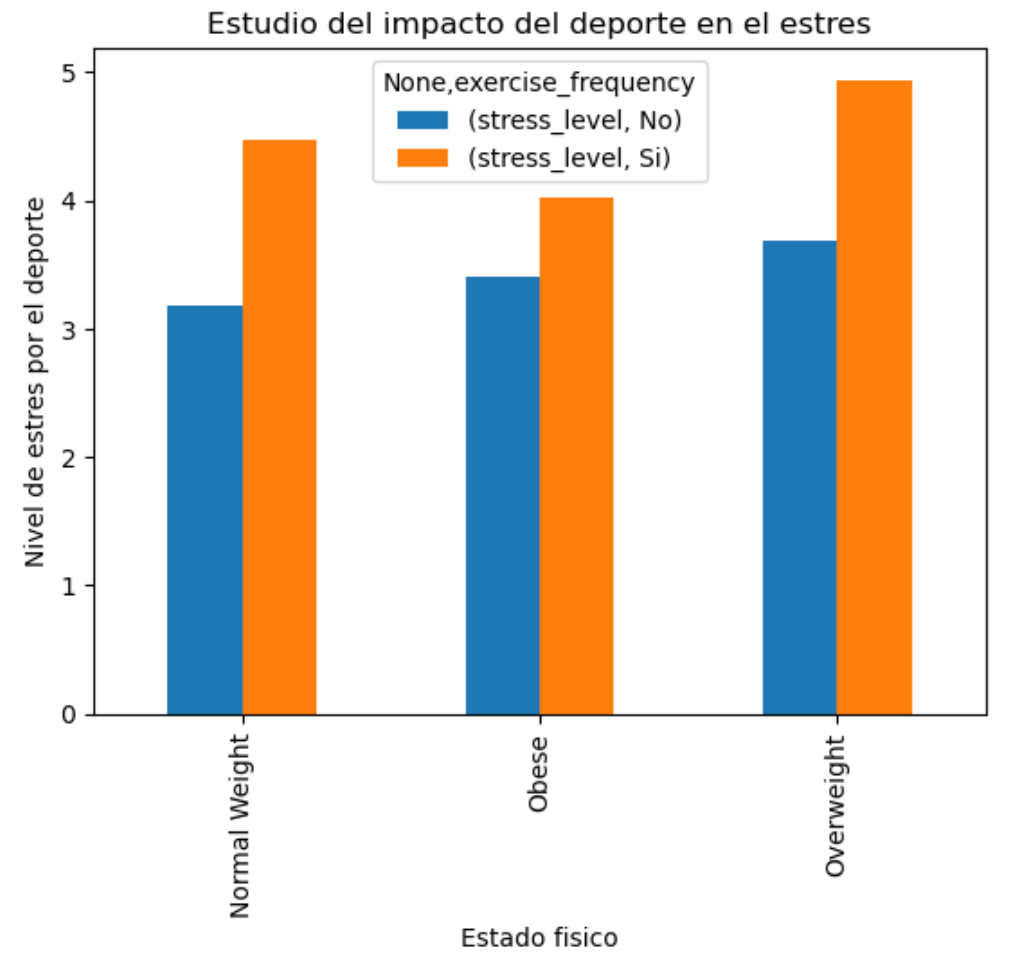 Estudio del impacto del deporte en el estres
None,exercise_frequency
(stress_level, No)
(stress_level, Si)
Nivel de estres por el deporte
5
4
3
2
1
0
Normal Weight
Obese
Overweight
Estado fisico